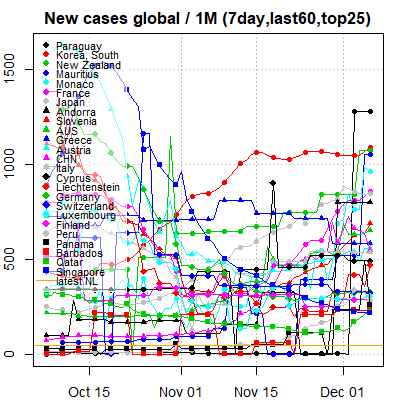 New cases global / 1M (7day,last60,top25)
1500
1000
500
0
Paraguay
Korea, South
New Zealand
Mauritius
Monaco
France
Japan
Andorra
Slovenia
AUS
Greece
Austria
CHN
Italy
Cyprus
Liechtenstein
Germany
Switzerland
Luxembourg
Finland
Peru
Panama
Barbados
Qatar
Singapore
latest NL
Oct 15
Nov 01
Nov 15
Dec 01